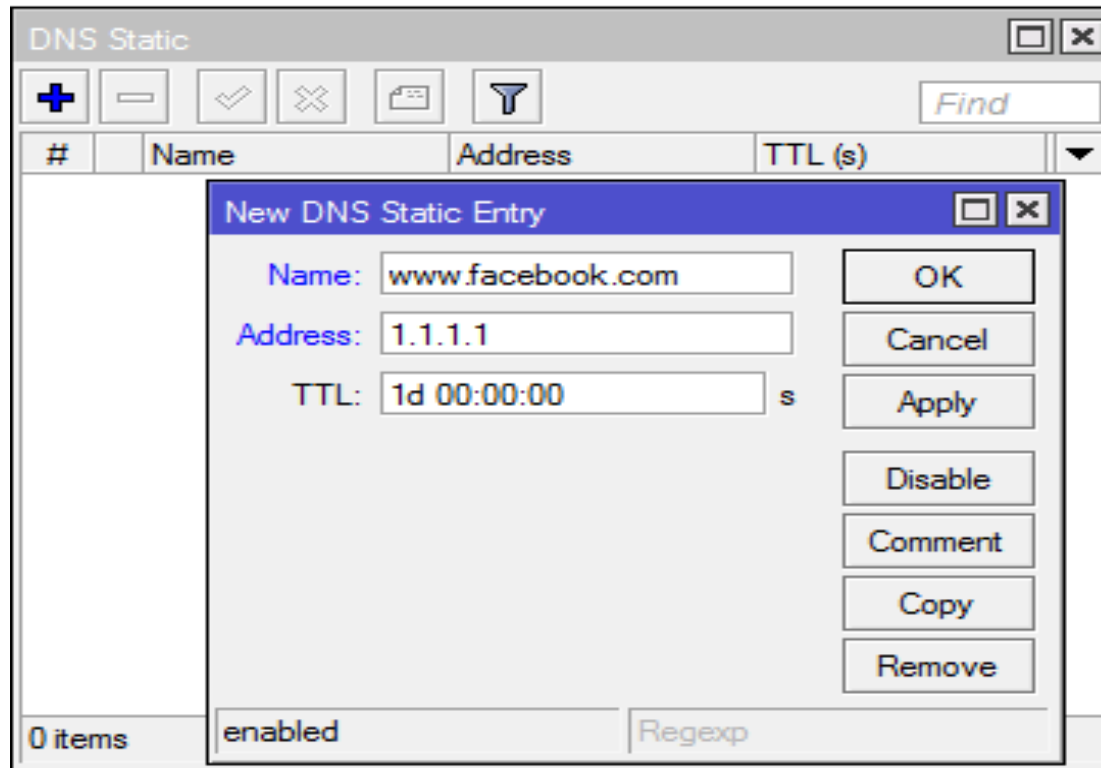 DNS Static
Find
# Name Address TTL (s)
New DNS Static Entry
Name: www.facebook.com OK
Address: 1.1.1.1 Cancel
TTL: 1d 00:00:00 s Apply
Disable
Comment
Copy
Remove
0 items enabled Regexp